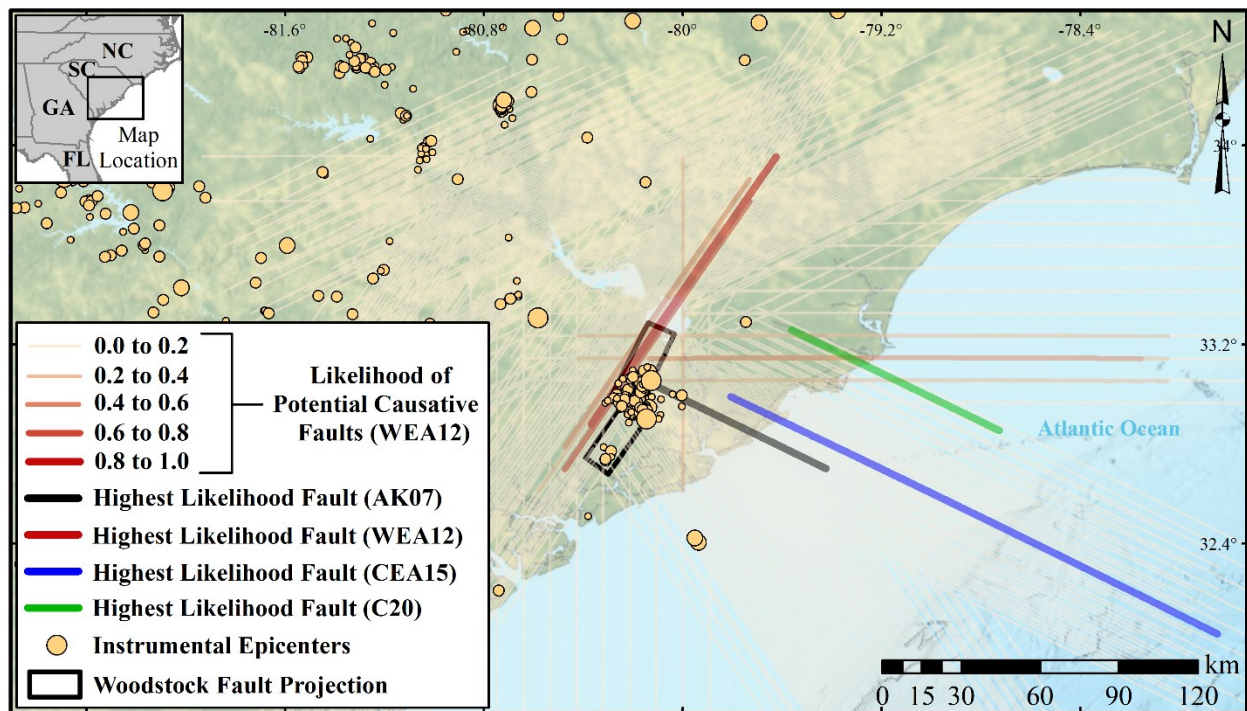 -81.6
-80.8
-80
-79.2
-78.4
N
NC
SC
GA
Map
Location
FL
34
33.2
Atlantic Ocean
32.4
0.0 to 0.2
0.2 to 0.4
0.4 to 0.6
0.6 to 0.8
0.8 to 1.0
Likelihood of
Potential Causative
Faults (WEA12)
Highest Likelihood Fault (AK07)
Highest Likelihood Fault (WEA12)
Highest Likelihood Fault (CEA15)
Highest Likelihood Fault (C20)
Instrumental Epicenters
Woodstock Fault Projection
km
0 15 30 60 90 120